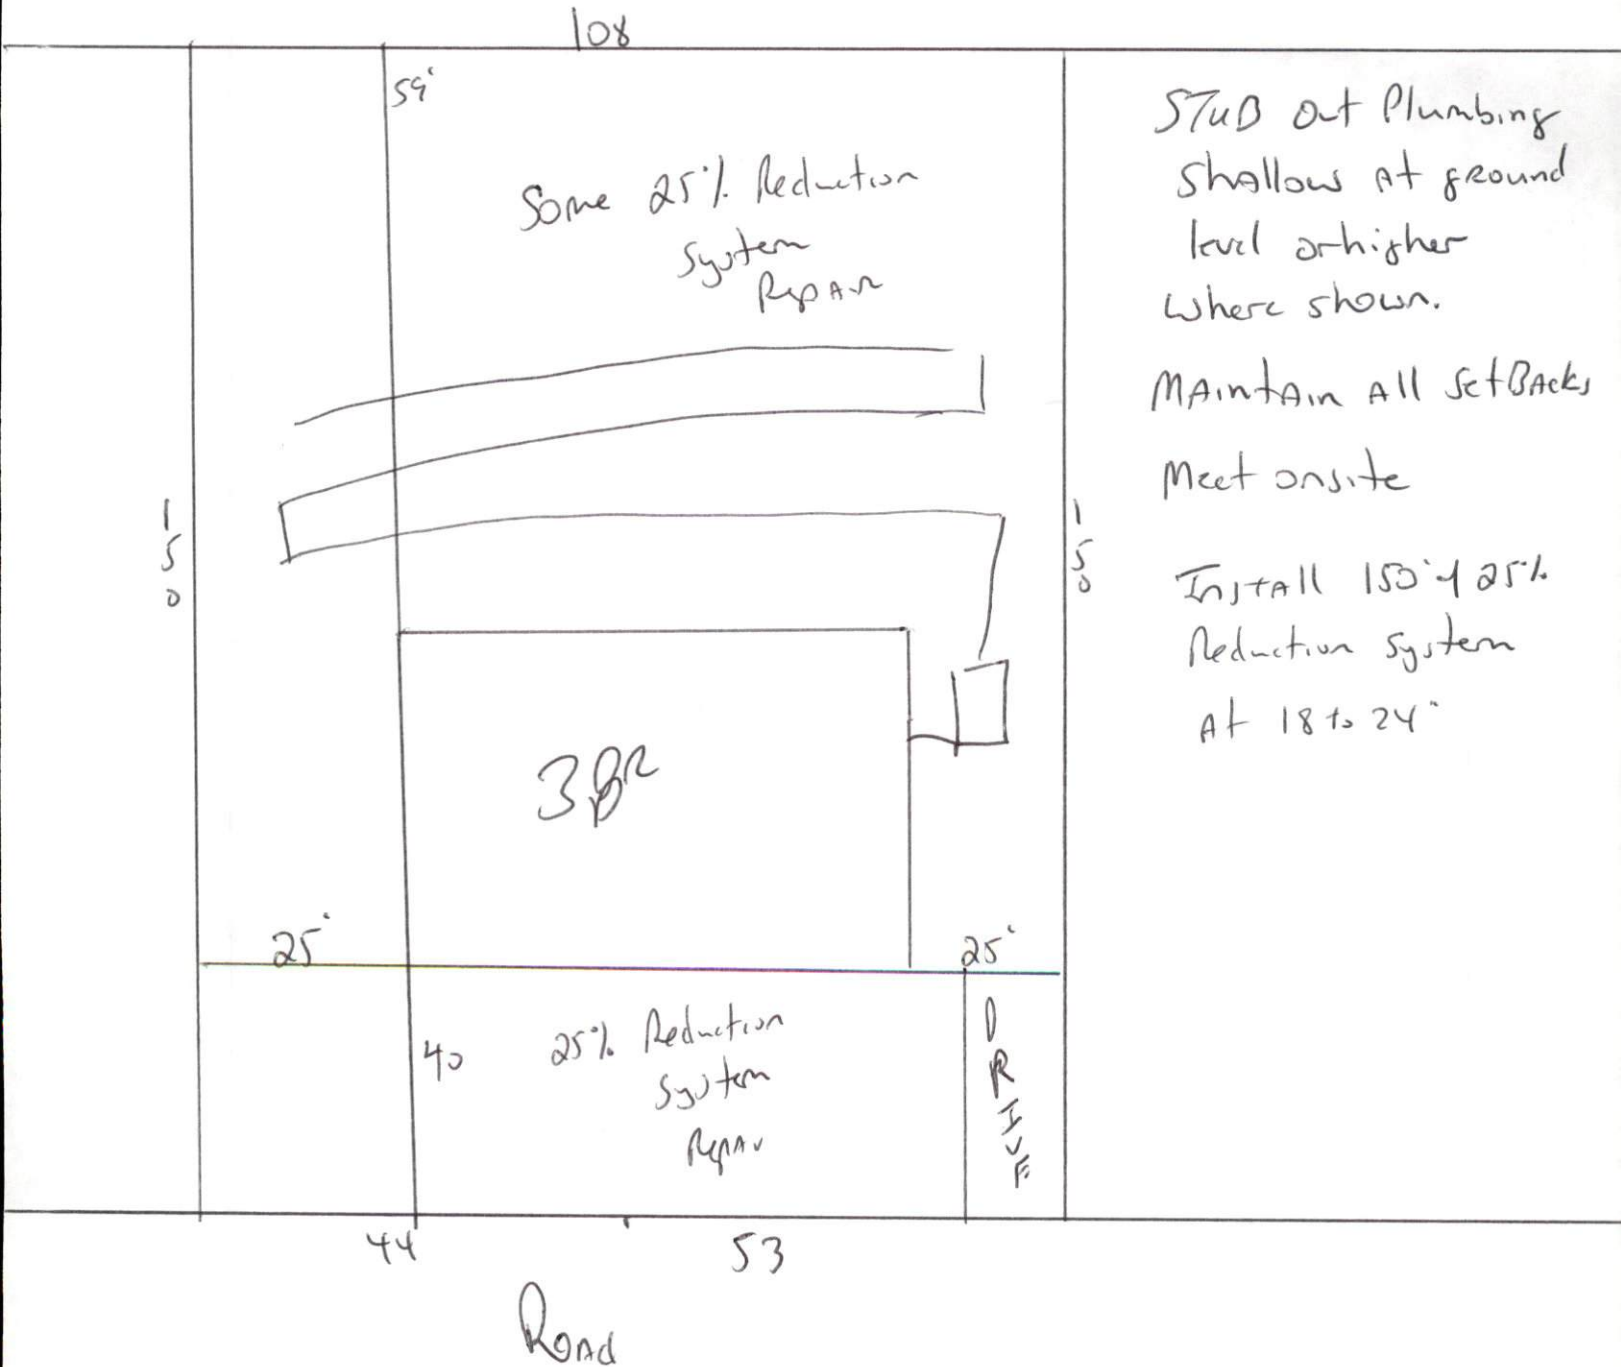 108
59'
Some 25% Reduction
System
Repair
STUB out Plumbing
Shallow At ground
level or higher
where shown.
MAintAin All SetBAcks
Meet onsite
Install 150' of 25%
Reduction System
At 18 to 24"
150
150
3BR
25'
25'
40
25% Reduction
System
Repair
DRIVE
44
53
Road